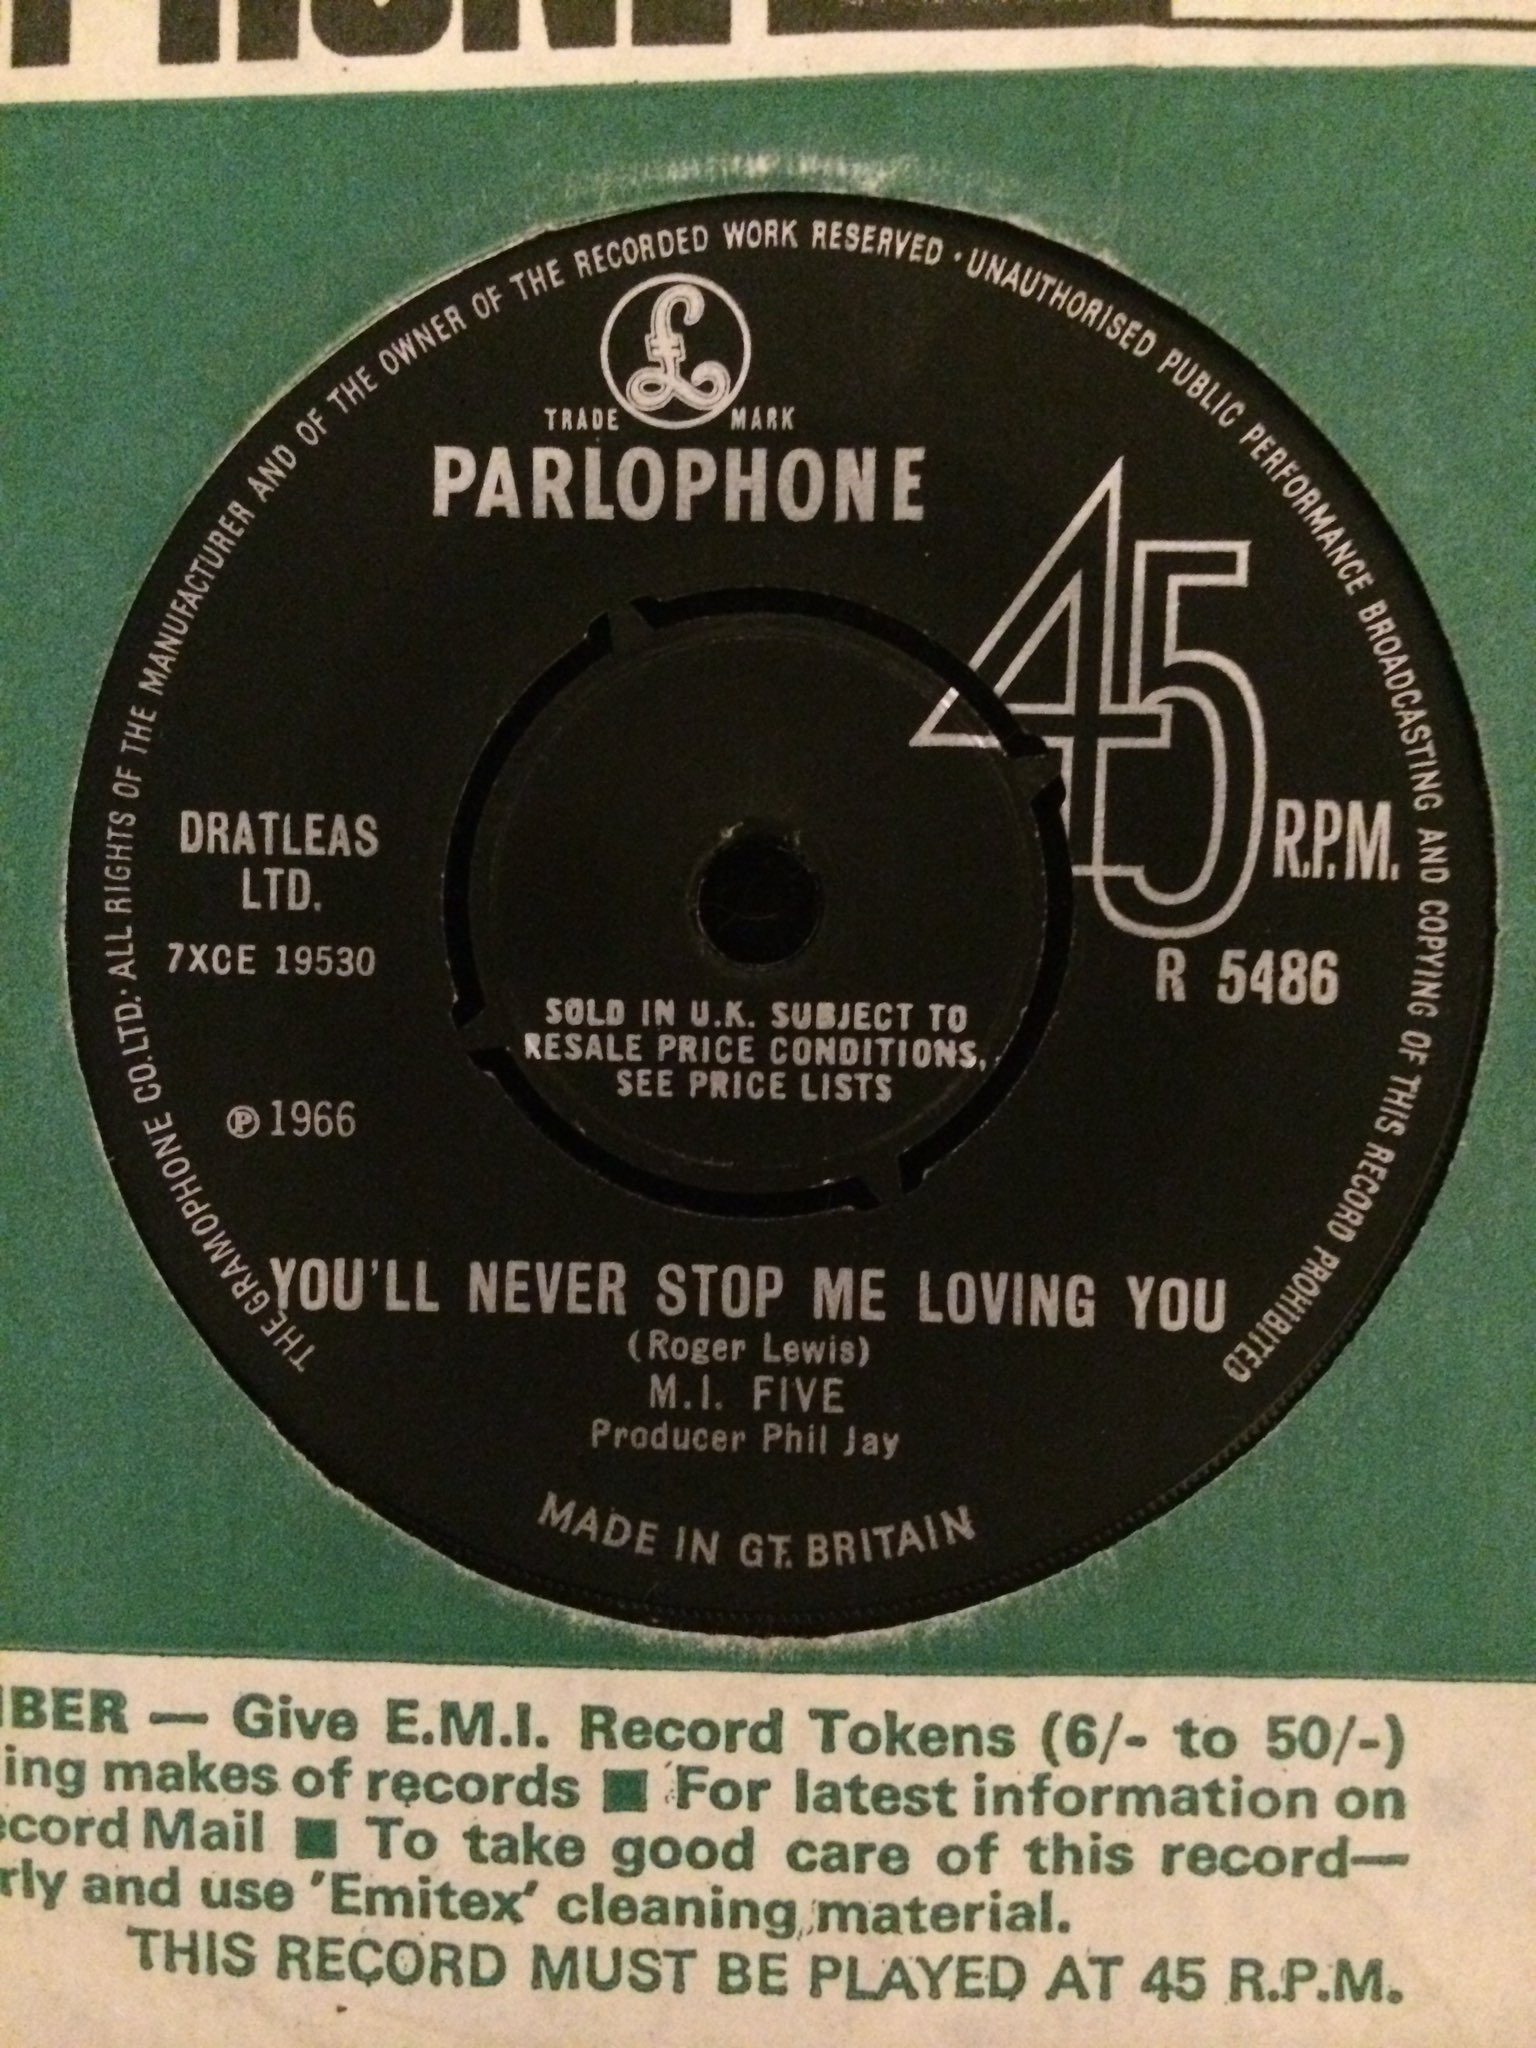 THE GRAMOPHONE CO. LTD. · ALL RIGHTS OF THE MANUFACTURER AND OF THE OWNER OF THE RECORDED WORK RESERVED · UNAUTHORISED PUBLIC PERFORMANCE BROADCASTING AND COPYING OF THIS RECORD PROHIBITED
£
TRADE MARK
PARLOPHONE
45
R.P.M.
DRATLEAS
LTD.
7XCE 19530
R 5486
SOLD IN U.K. SUBJECT TO
RESALE PRICE CONDITIONS,
SEE PRICE LISTS
℗ 1966
YOU'LL NEVER STOP ME LOVING YOU
(Roger Lewis)
M.I. FIVE
Producer Phil Jay
MADE IN GT. BRITAIN
BER — Give E.M.I. Record Tokens (6/- to 50/-)
ing makes of records ■ For latest information on
cord Mail ■ To take good care of this record—
rly and use 'Emitex' cleaning material.
THIS RECORD MUST BE PLAYED AT 45 R.P.M.